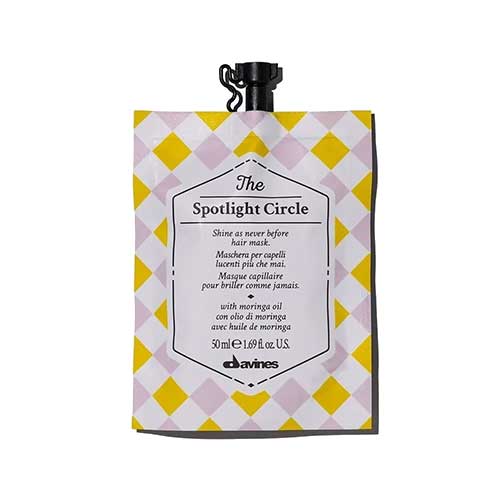 The
Spotlight Circle
Shine as never before
hair mask.
Maschera per capelli
lucenti più che mai.
Masque capillaire
pour briller comme jamais.
with moringa oil
con olio di moringa
avec huile de moringa
50 ml ℮ 1.69 fl. oz. U.S.
davines